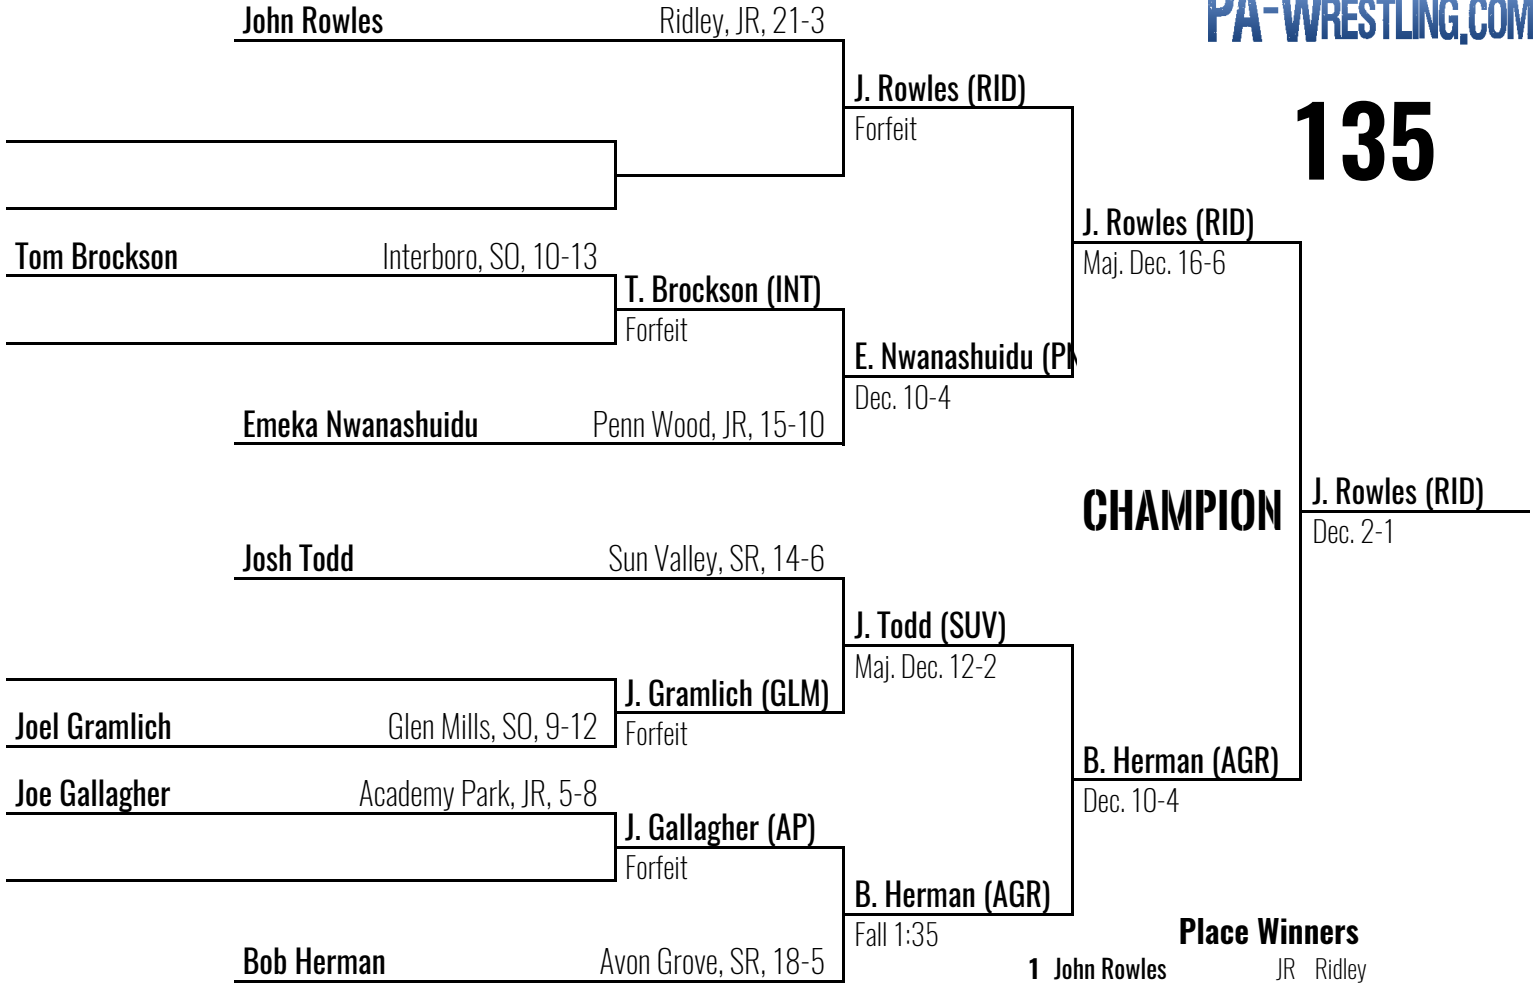 PA-WRESTLING.COM
John Rowles Ridley, JR, 21-3
135
J. Rowles (RID)
Forfeit
J. Rowles (RID)
Maj. Dec. 16-6
Tom Brockson Interboro, SO, 10-13
T. Brockson (INT)
Forfeit
E. Nwanashuidu (PN
Dec. 10-4
Emeka Nwanashuidu Penn Wood, JR, 15-10
CHAMPION
J. Rowles (RID)
Dec. 2-1
Josh Todd Sun Valley, SR, 14-6
J. Todd (SUV)
Maj. Dec. 12-2
J. Gramlich (GLM)
Joel Gramlich Glen Mills, SO, 9-12
Forfeit
B. Herman (AGR)
Dec. 10-4
Joe Gallagher Academy Park, JR, 5-8
J. Gallagher (AP)
Forfeit
B. Herman (AGR)
Fall 1:35
Bob Herman Avon Grove, SR, 18-5
Place Winners
1 John Rowles JR Ridley